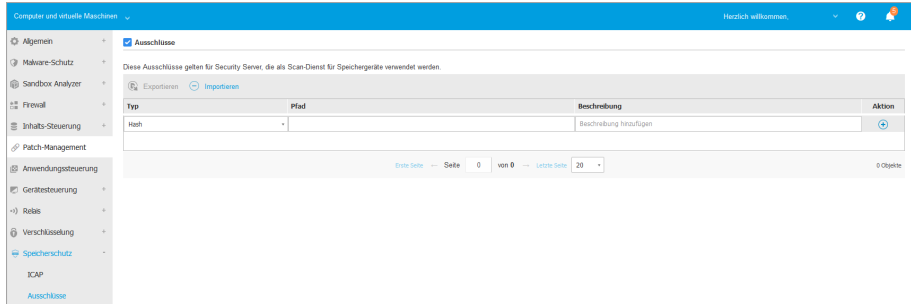 Computer und virtuelle Maschinen
Herzlich willkommen,
Allgemein
Malware-Schutz
Sandbox Analyzer
Firewall
Inhalts-Steuerung
Patch-Management
Anwendungssteuerung
Gerätesteuerung
Relais
Verschlüsselung
Speicherschutz
ICAP
Ausschlüsse
Ausschlüsse
Diese Ausschlüsse gelten für Security Server, die als Scan-Dienst für Speichergeräte verwendet werden.
Exportieren Importieren
Typ Pfad Beschreibung Aktion
Hash Beschreibung hinzufügen
Erste Seite Seite 0 von 0 Letzte Seite 20 0 Objekte